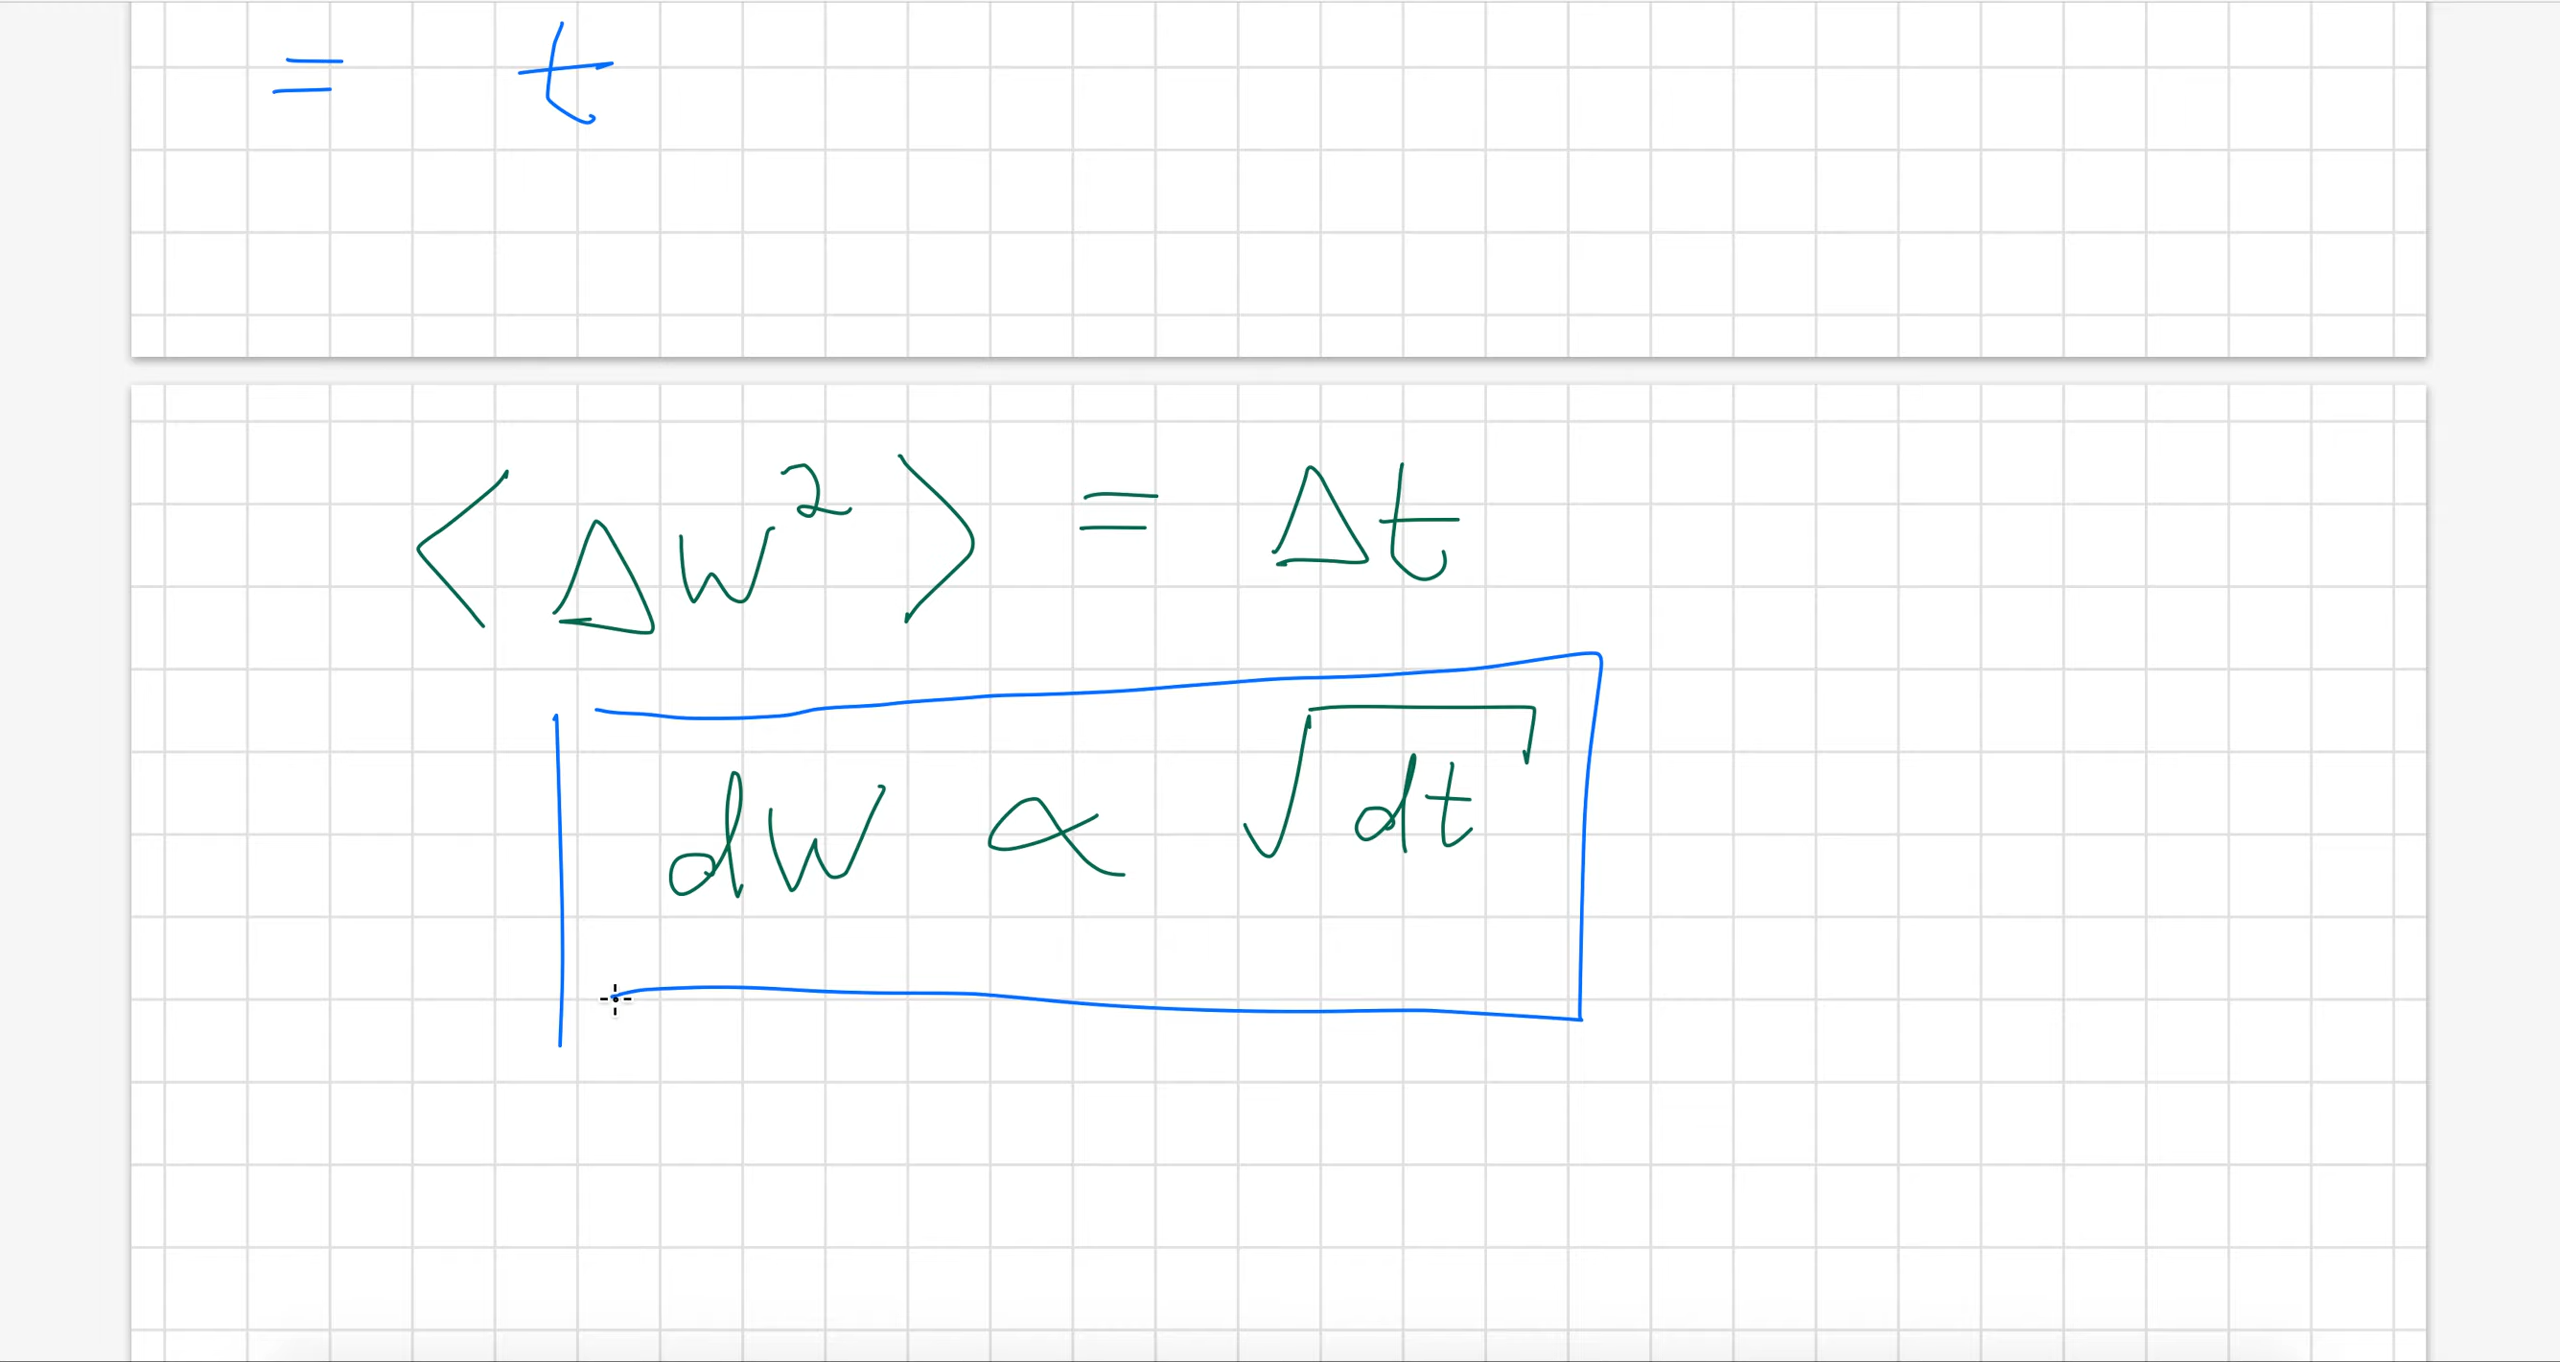 = t
⟨ΔW²⟩ = Δt
dW ∝ √dt